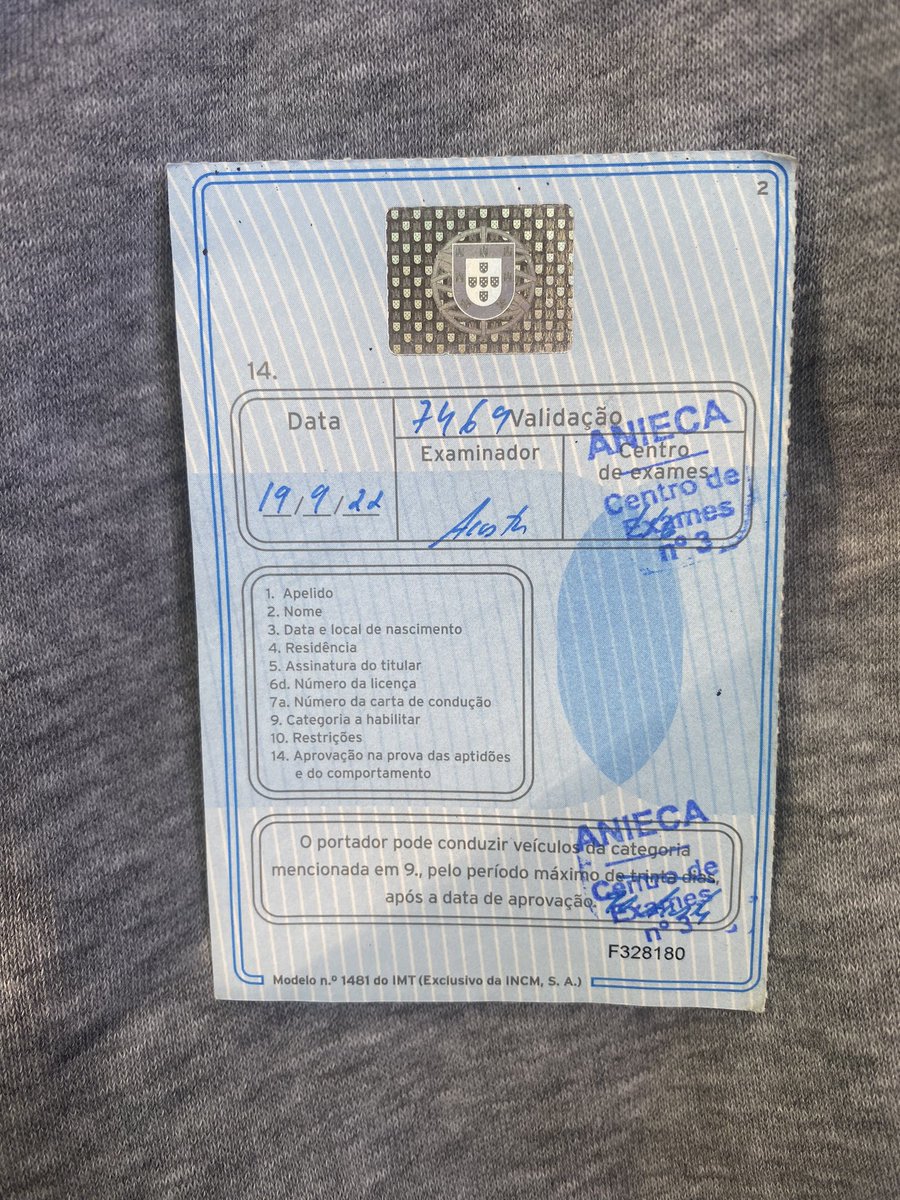 2
14.
Data
7469 Validação
Examinador
Centro
de exames
19/9/22
ANIECA
Centro de
Exames
nº 3
1. Apelido
2. Nome
3. Data e local de nascimento
4. Residência
5. Assinatura do titular
6d. Número da licença
7a. Número da carta de condução
9. Categoria a habilitar
10. Restrições
14. Aprovação na prova das aptidões
e do comportamento
O portador pode conduzir veículos da categoria
mencionada em 9., pelo período máximo de trinta dias,
após a data de aprovação.
ANIECA
Centro de
Exames
nº 3
F328180
Modelo n.º 1481 do IMT (Exclusivo da INCM, S. A.)